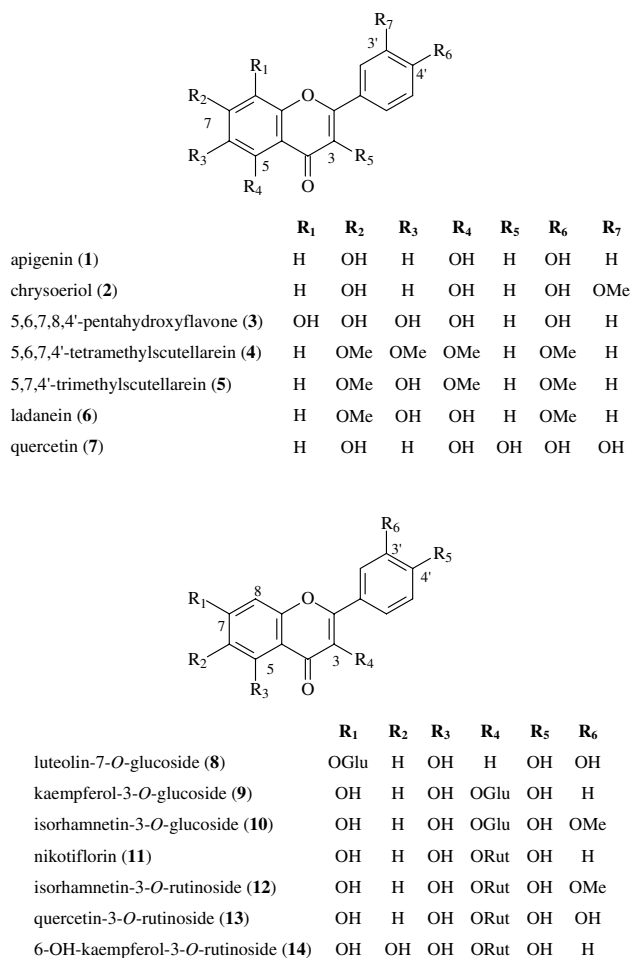 R7
3'
R6
R1
4'
R2
O
7
R3
5
3
R5
R4
O
R1 R2 R3 R4 R5 R6 R7
apigenin (1) H OH H OH H OH H
chrysoeriol (2) H OH H OH H OH OMe
5,6,7,8,4'-pentahydroxyflavone (3) OH OH OH OH H OH H
5,6,7,4'-tetramethylscutellarein (4) H OMe OMe OMe H OMe H
5,7,4'-trimethylscutellarein (5) H OMe OH OMe H OMe H
ladanein (6) H OMe OH OH H OMe H
quercetin (7) H OH H OH OH OH OH
R6
3'
R5
4'
R1
8
O
7
R2
5
3
R4
R3
O
R1 R2 R3 R4 R5 R6
luteolin-7-O-glucoside (8) OGlu H OH H OH OH
kaempferol-3-O-glucoside (9) OH H OH OGlu OH H
isorhamnetin-3-O-glucoside (10) OH H OH OGlu OH OMe
nikotiflorin (11) OH H OH ORut OH H
isorhamnetin-3-O-rutinoside (12) OH H OH ORut OH OMe
quercetin-3-O-rutinoside (13) OH H OH ORut OH OH
6-OH-kaempferol-3-O-rutinoside (14) OH OH OH ORut OH H